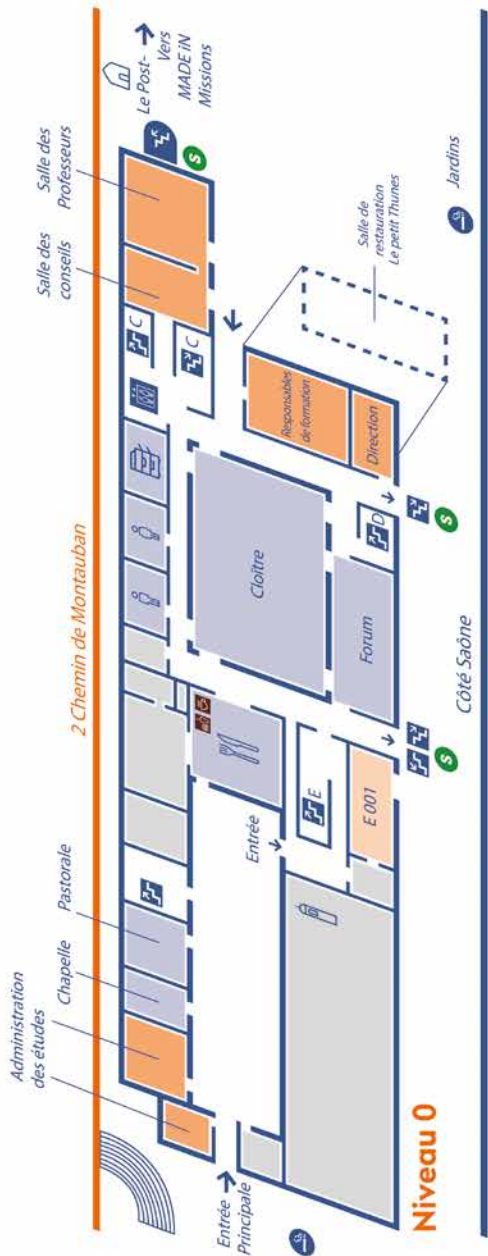 2 Chemin de Montauban
Administration
des études
Chapelle
Pastorale
Salle des
conseils
Salle des
Professeurs
Le Post-
Vers
MADE iN
Missions
S
C
C
Entrée
Principale
Entrée
E
E 001
Cloître
Forum
D
Responsables
de formation
Direction
Salle de
restauration
Le petit Thunes
Jardins
S
S
Côté Saône
Niveau 0